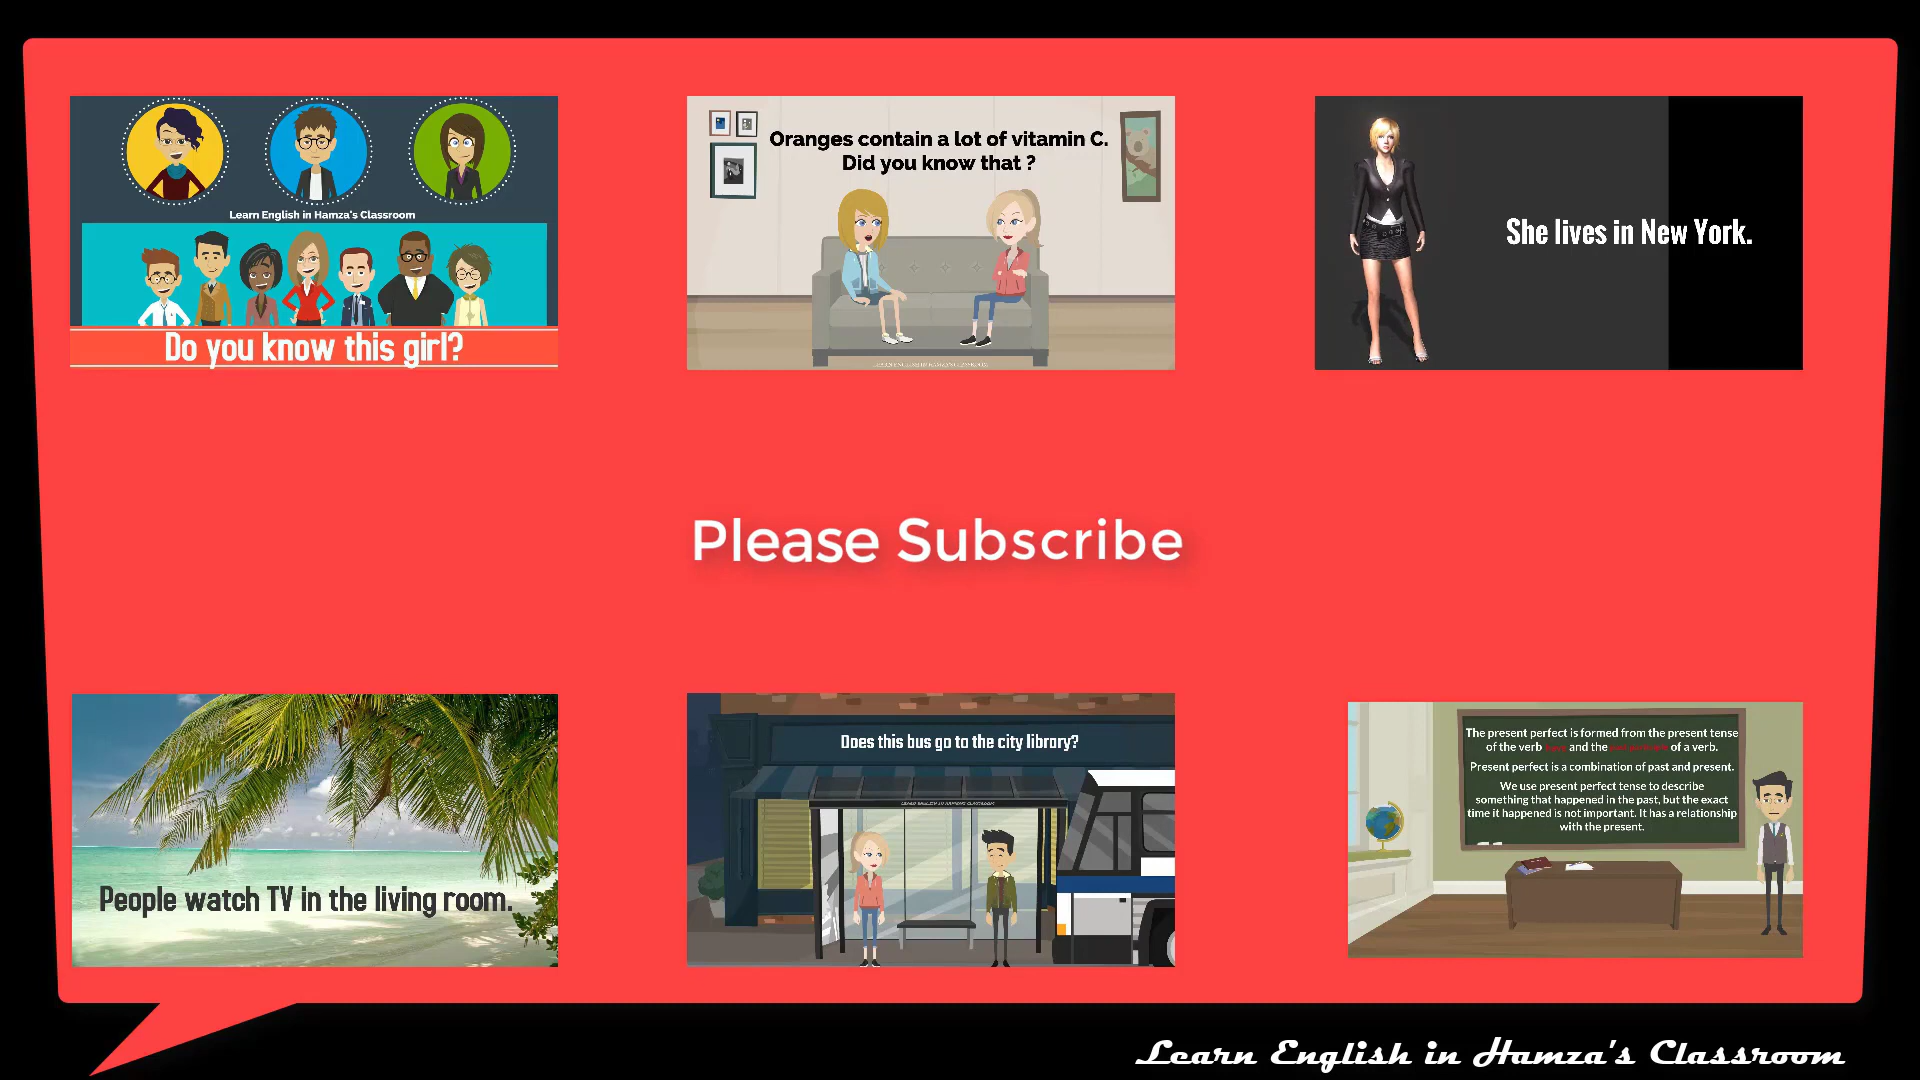 Learn English in Hamza's Classroom
Do you know this girl?
Oranges contain a lot of vitamin C.
Did you know that ?
She lives in New York.
Please Subscribe
People watch TV in the living room.
Does this bus go to the city library?
The present perfect is formed from the present tense
of the verb and the of a verb.
Present perfect is a combination of past and present.
We use present perfect tense to describe
something that happened in the past, but the exact
time it happened is not important. It has a relationship
with the present.
Learn English in Hamza's Classroom